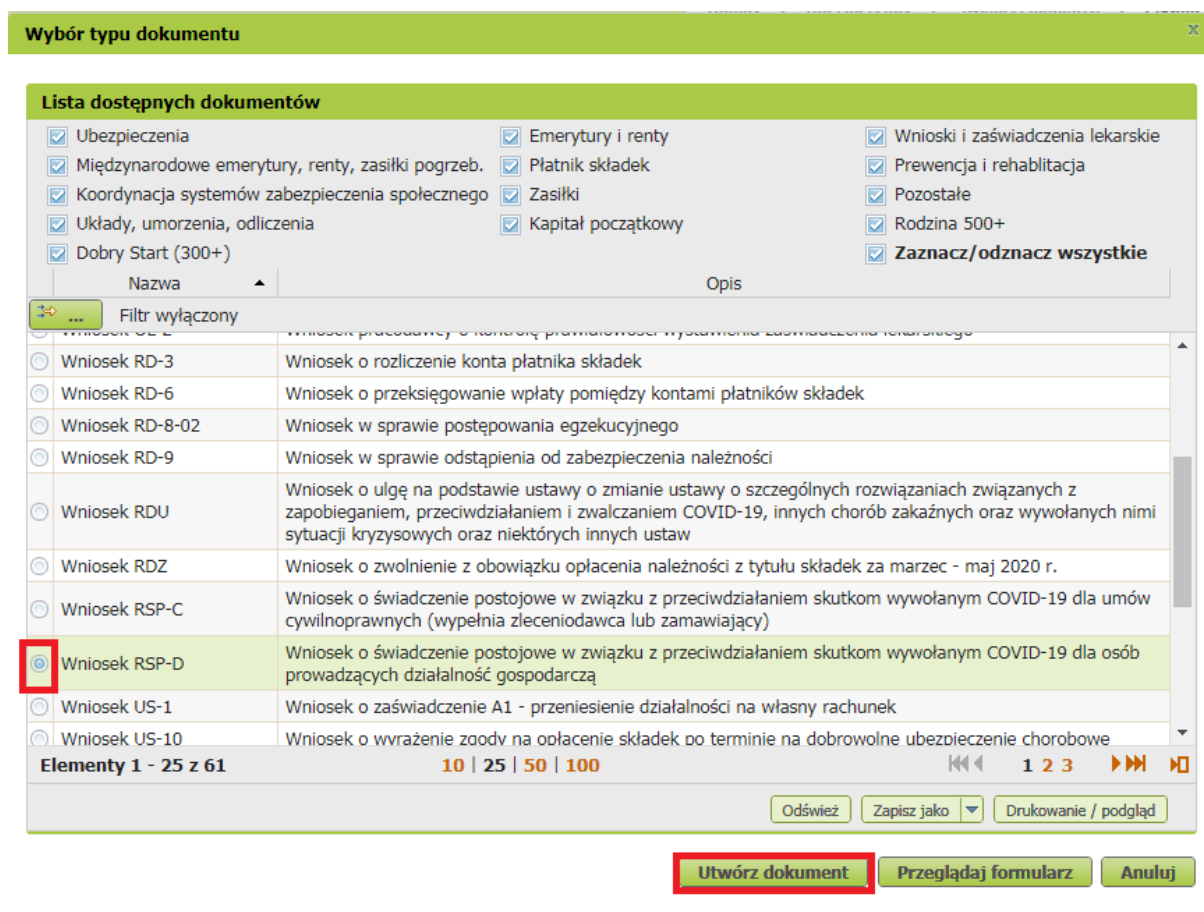 Wybór typu dokumentu
x
Lista dostępnych dokumentów
Ubezpieczenia
Emerytury i renty
Wnioski i zaświadczenia lekarskie
Międzynarodowe emerytury, renty, zasiłki pogrzeb.
Płatnik składek
Prewencja i rehablitacja
Koordynacja systemów zabezpieczenia społecznego
Zasiłki
Pozostałe
Układy, umorzenia, odliczenia
Kapitał początkowy
Rodzina 500+
Dobry Start (300+)
Zaznacz/odznacz wszystkie
Nazwa
Opis
...
Filtr wyłączony
Wniosek pracodawcy o kontrolę prawidłowości wystawienia zaświadczenia lekarskiego
Wniosek RD-3
Wniosek o rozliczenie konta płatnika składek
Wniosek RD-6
Wniosek o przeksięgowanie wpłaty pomiędzy kontami płatników składek
Wniosek RD-8-02
Wniosek w sprawie postępowania egzekucyjnego
Wniosek RD-9
Wniosek w sprawie odstąpienia od zabezpieczenia należności
Wniosek RDU
Wniosek o ulgę na podstawie ustawy o zmianie ustawy o szczególnych rozwiązaniach związanych z
zapobieganiem, przeciwdziałaniem i zwalczaniem COVID-19, innych chorób zakaźnych oraz wywołanych nimi
sytuacji kryzysowych oraz niektórych innych ustaw
Wniosek RDZ
Wniosek o zwolnienie z obowiązku opłacenia należności z tytułu składek za marzec - maj 2020 r.
Wniosek RSP-C
Wniosek o świadczenie postojowe w związku z przeciwdziałaniem skutkom wywołanym COVID-19 dla umów
cywilnoprawnych (wypełnia zleceniodawca lub zamawiający)
Wniosek RSP-D
Wniosek o świadczenie postojowe w związku z przeciwdziałaniem skutkom wywołanym COVID-19 dla osób
prowadzących działalność gospodarczą
Wniosek US-1
Wniosek o zaświadczenie A1 - przeniesienie działalności na własny rachunek
Wniosek US-10
Wniosek o wyrażenie zgody na opłacenie składek po terminie na dobrowolne ubezpieczenie chorobowe
Elementy 1 - 25 z 61
10 | 25 | 50 | 100
1 2 3
Odśwież
Zapisz jako
Drukowanie / podgląd
Utwórz dokument
Przeglądaj formularz
Anuluj